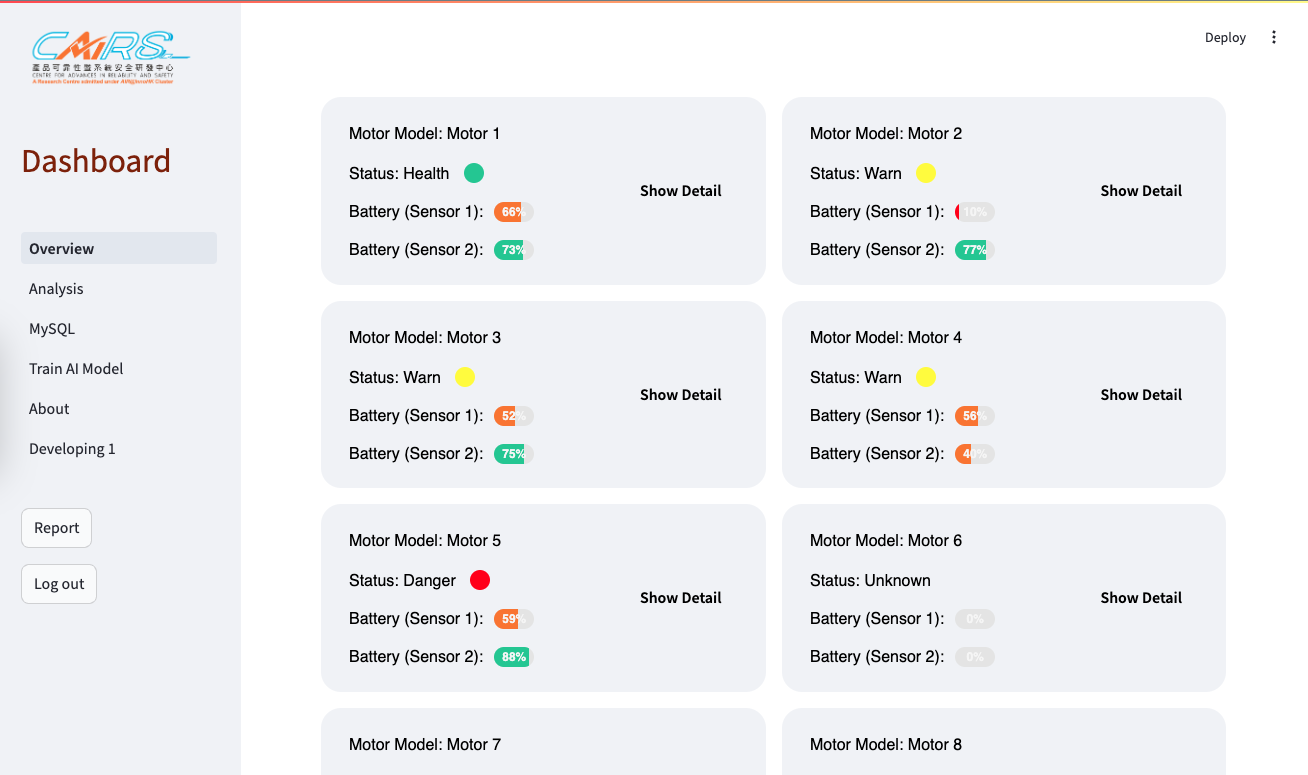 CAiRS
產品可靠性暨系統安全研發中心
CENTRE FOR ADVANCES IN RELIABILITY AND SAFETY
A Research Centre admitted under AIR@InnoHK Cluster
Dashboard
Overview
Analysis
MySQL
Train AI Model
About
Developing 1
Report
Log out
Deploy
Motor Model: Motor 1
Status: Health
Battery (Sensor 1): 66%
Battery (Sensor 2): 73%
Show Detail
Motor Model: Motor 2
Status: Warn
Battery (Sensor 1): 10%
Battery (Sensor 2): 77%
Show Detail
Motor Model: Motor 3
Status: Warn
Battery (Sensor 1): 52%
Battery (Sensor 2): 75%
Show Detail
Motor Model: Motor 4
Status: Warn
Battery (Sensor 1): 56%
Battery (Sensor 2): 40%
Show Detail
Motor Model: Motor 5
Status: Danger
Battery (Sensor 1): 59%
Battery (Sensor 2): 88%
Show Detail
Motor Model: Motor 6
Status: Unknown
Battery (Sensor 1): 0%
Battery (Sensor 2): 0%
Show Detail
Motor Model: Motor 7
Motor Model: Motor 8